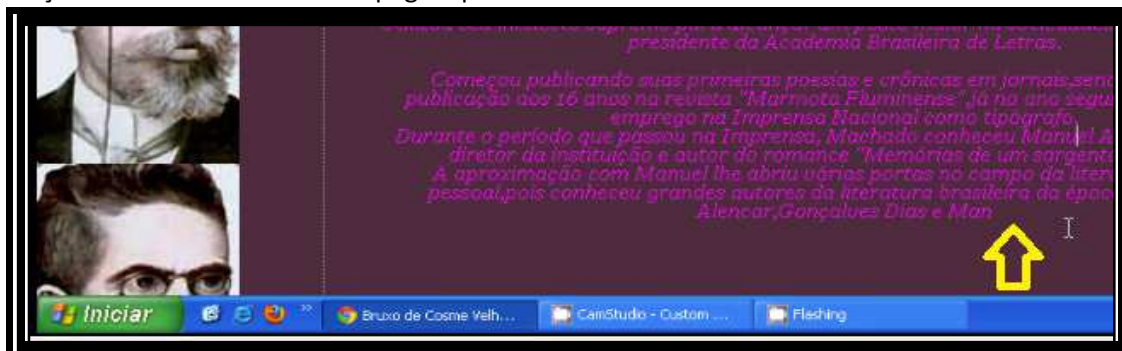 presidente da Academia Brasileira de Letras.
Começou publicando suas primeiras poesias e crônicas em jornais,send
publicação aos 16 anos na revista "Marmota Fluminense",já no ano segui
emprego na Imprensa Nacional como tipógrafo.
Durante o período que passou na Imprensa, Machado conheceu Manuel A
diretor da instituição e autor do romance "Memórias de um sargento
A aproximação com Manuel lhe abriu várias portas no campo da liter
pessoal,pois conheceu grandes autores da literatura brasileira da époc
Alencar,Gonçalves Dias e Man
Iniciar
Bruxo de Cosme Velh...
CamStudio - Custom ...
Flashing